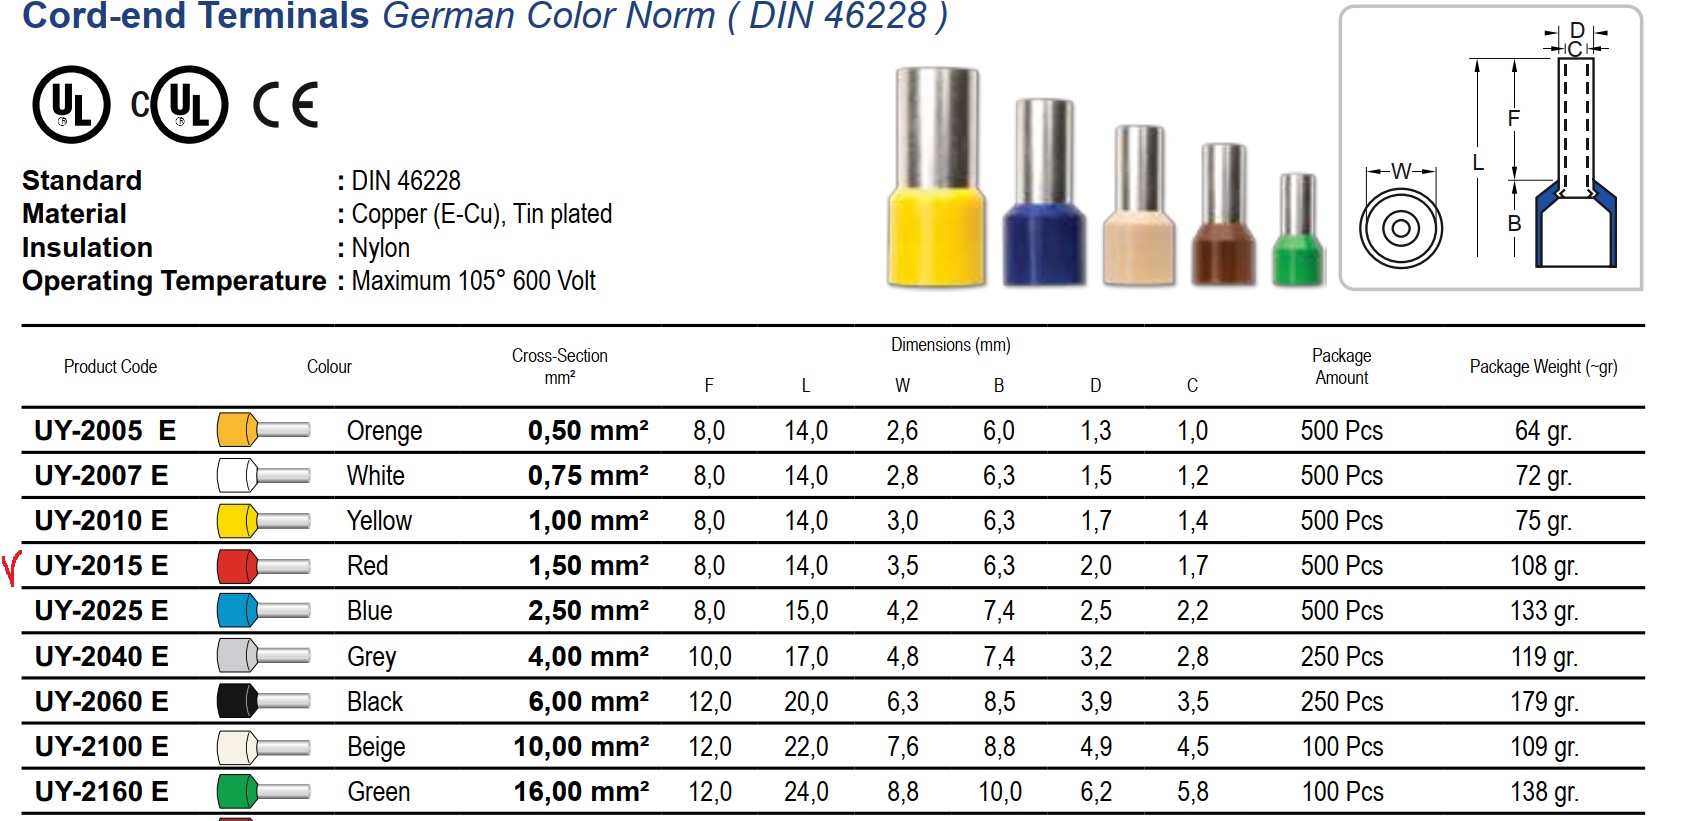 Cord-end Terminals German Color Norm ( DIN 46228 )
UL ® C UL ® CE
Standard : DIN 46228
Material : Copper (E-Cu), Tin plated
Insulation : Nylon
Operating Temperature : Maximum 105° 600 Volt
D
C
F
L
W
B
Product Code Colour Cross-Section mm² Dimensions (mm) Package Amount Package Weight (~gr)
F L W B D C
UY-2005 E Orenge 0,50 mm² 8,0 14,0 2,6 6,0 1,3 1,0 500 Pcs 64 gr.
UY-2007 E White 0,75 mm² 8,0 14,0 2,8 6,3 1,5 1,2 500 Pcs 72 gr.
UY-2010 E Yellow 1,00 mm² 8,0 14,0 3,0 6,3 1,7 1,4 500 Pcs 75 gr.
UY-2015 E Red 1,50 mm² 8,0 14,0 3,5 6,3 2,0 1,7 500 Pcs 108 gr.
UY-2025 E Blue 2,50 mm² 8,0 15,0 4,2 7,4 2,5 2,2 500 Pcs 133 gr.
UY-2040 E Grey 4,00 mm² 10,0 17,0 4,8 7,4 3,2 2,8 250 Pcs 119 gr.
UY-2060 E Black 6,00 mm² 12,0 20,0 6,3 8,5 3,9 3,5 250 Pcs 179 gr.
UY-2100 E Beige 10,00 mm² 12,0 22,0 7,6 8,8 4,9 4,5 100 Pcs 109 gr.
UY-2160 E Green 16,00 mm² 12,0 24,0 8,8 10,0 6,2 5,8 100 Pcs 138 gr.